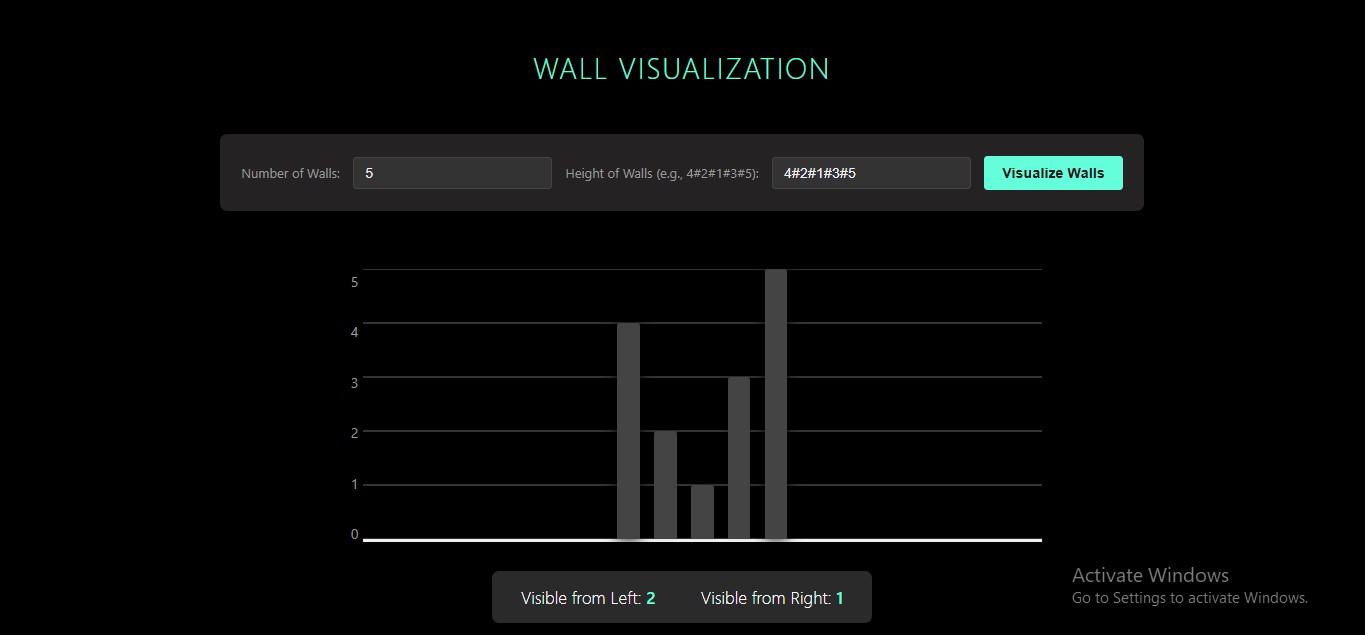 WALL VISUALIZATION
Number of Walls: 5 Height of Walls (e.g., 4#2#1#3#5): 4#2#1#3#5 Visualize Walls
5
4
3
2
1
0
Visible from Left: 2 Visible from Right: 1
Activate Windows
Go to Settings to activate Windows.